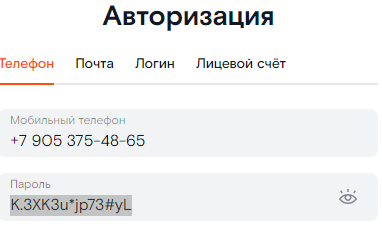 Авторизация
Телефон Почта Логин Лицевой счёт
Мобильный телефон
+7 905 375-48-65
Пароль
K.3XK3u*jp73#yL